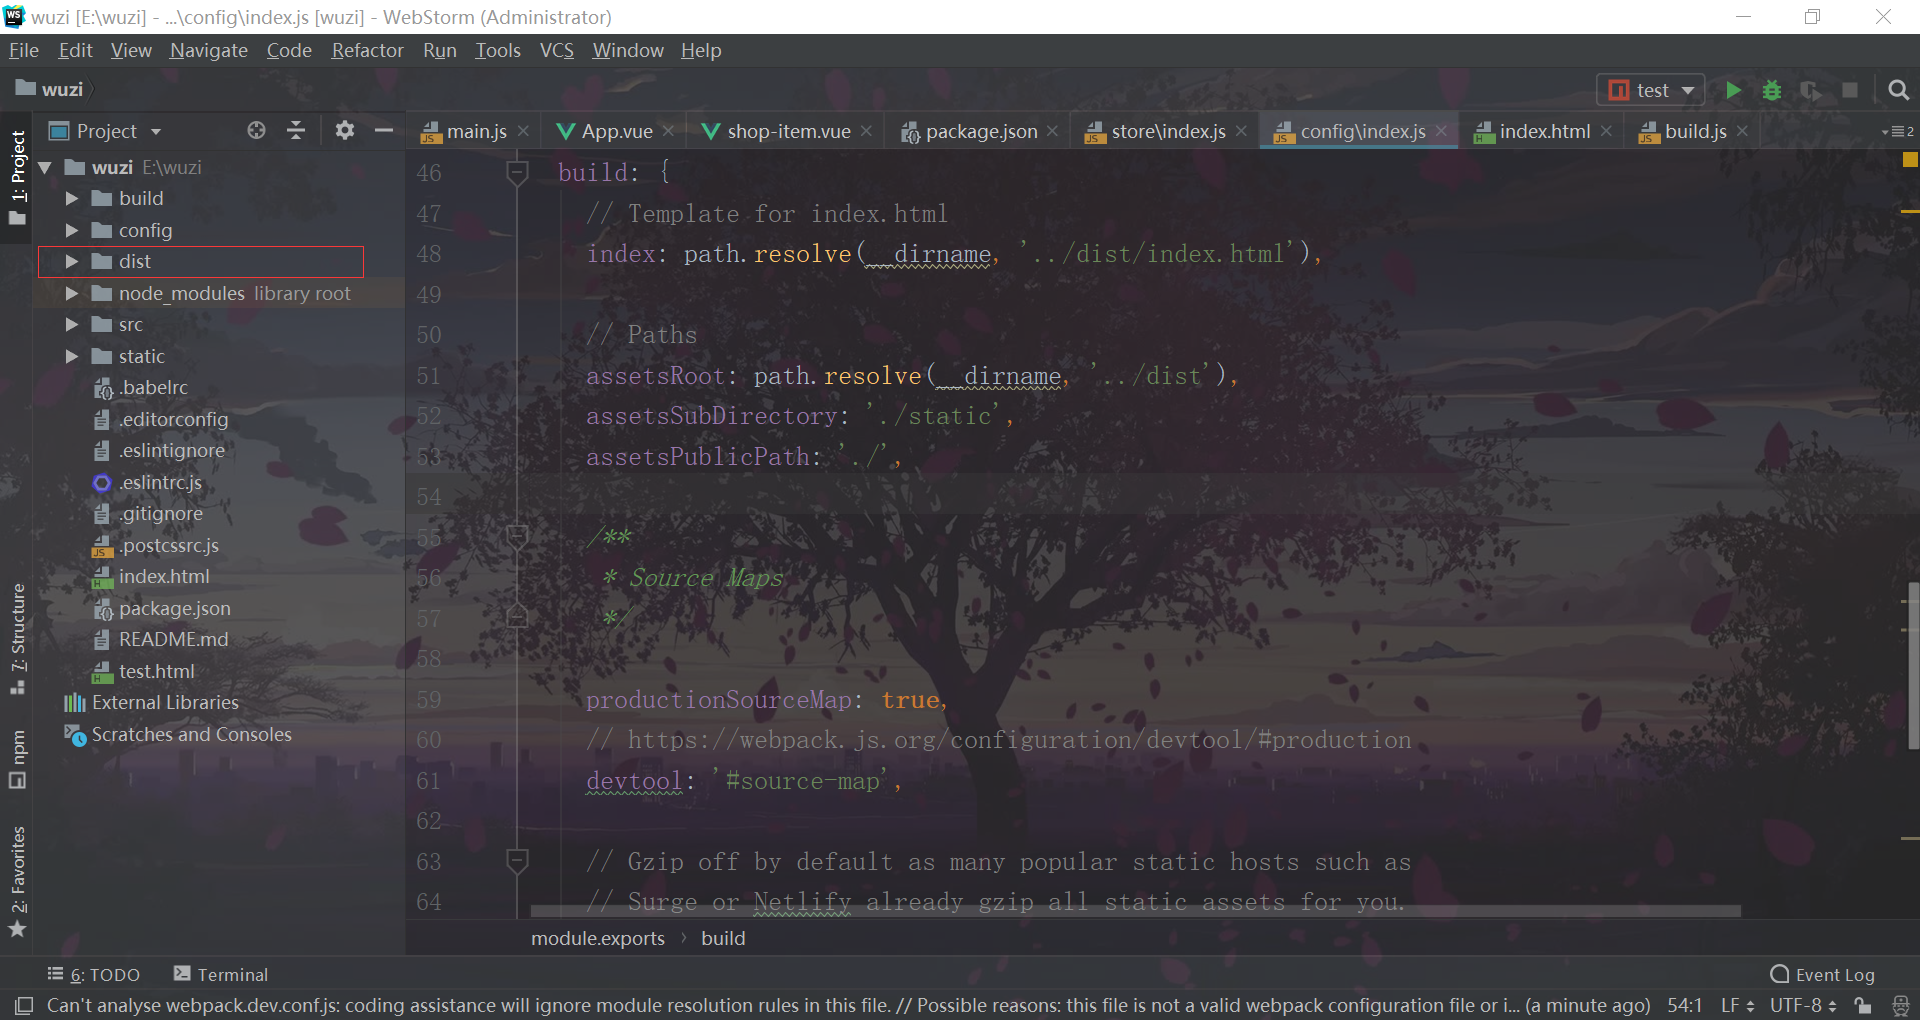 wuzi [E:\wuzi] - ...\config\index.js [wuzi] - WebStorm (Administrator)
File Edit View Navigate Code Refactor Run Tools VCS Window Help
wuzi
test
Project
main.js
App.vue
shop-item.vue
package.json
store\index.js
config\index.js
index.html
build.js
2
1: Project
7: Structure
npm
2: Favorites
wuzi E:\wuzi
build
config
dist
node_modules library root
src
static
.babelrc
.editorconfig
.eslintignore
.eslintrc.js
.gitignore
.postcssrc.js
index.html
package.json
README.md
test.html
External Libraries
Scratches and Consoles
46 build: {
47 // Template for index.html
48 index: path.resolve(__dirname, '../dist/index.html'),
49
50 // Paths
51 assetsRoot: path.resolve(__dirname, '../dist'),
52 assetsSubDirectory: './static',
53 assetsPublicPath: './',
54
55 /**
56 * Source Maps
57 */
58
59 productionSourceMap: true,
60 // https://webpack.js.org/configuration/devtool/#production
61 devtool: '#source-map',
62
63 // Gzip off by default as many popular static hosts such as
64 // Surge or Netlify already gzip all static assets for you.
module.exports › build
6: TODO
Terminal
Event Log
Can't analyse webpack.dev.conf.js: coding assistance will ignore module resolution rules in this file. // Possible reasons: this file is not a valid webpack configuration file or i... (a minute ago) 54:1 LF UTF-8